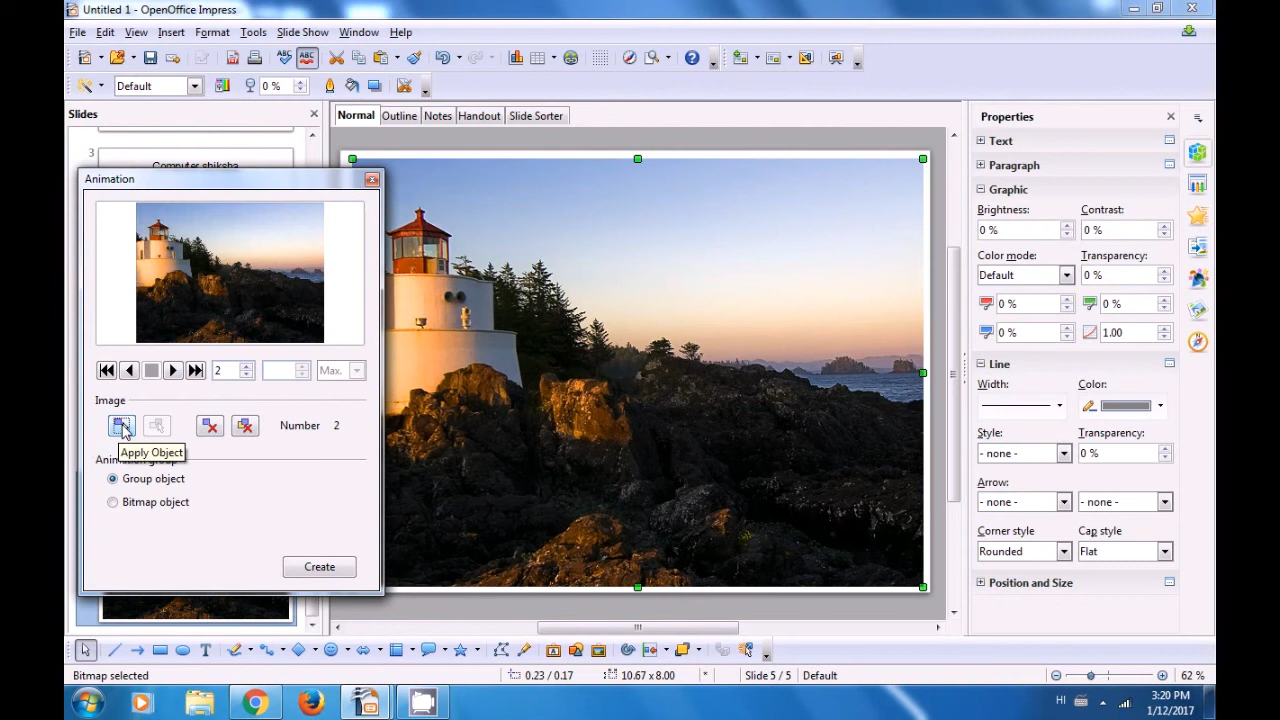 Untitled 1 - OpenOffice Impress
File Edit View Insert Format Tools Slide Show Window Help
Default 0 %
Slides
Normal Outline Notes Handout Slide Sorter
Properties
3
Computer shiksha
Animation
2 Max.
Image
Number 2
Apply Object
Group object
Bitmap object
Create
Text
Paragraph
Graphic
Brightness: Contrast:
0 % 0 %
Color mode: Transparency:
Default 0 %
0 % 0 %
0 % 1.00
Line
Width: Color:
Style: Transparency:
- none - 0 %
Arrow:
- none - - none -
Corner style Cap style
Rounded Flat
Position and Size
Bitmap selected 0.23 / 0.17 10.67 x 8.00 * Slide 5 / 5 Default 62 %
HI 3:20 PM
1/12/2017